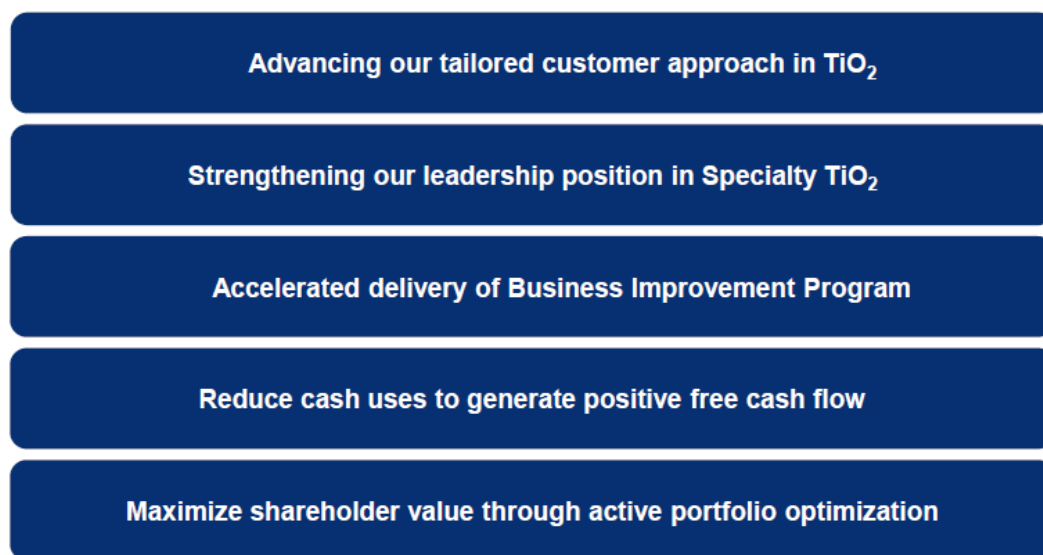 Advancing our tailored customer approach in TiO₂
Strengthening our leadership position in Specialty TiO₂
Accelerated delivery of Business Improvement Program
Reduce cash uses to generate positive free cash flow
Maximize shareholder value through active portfolio optimization